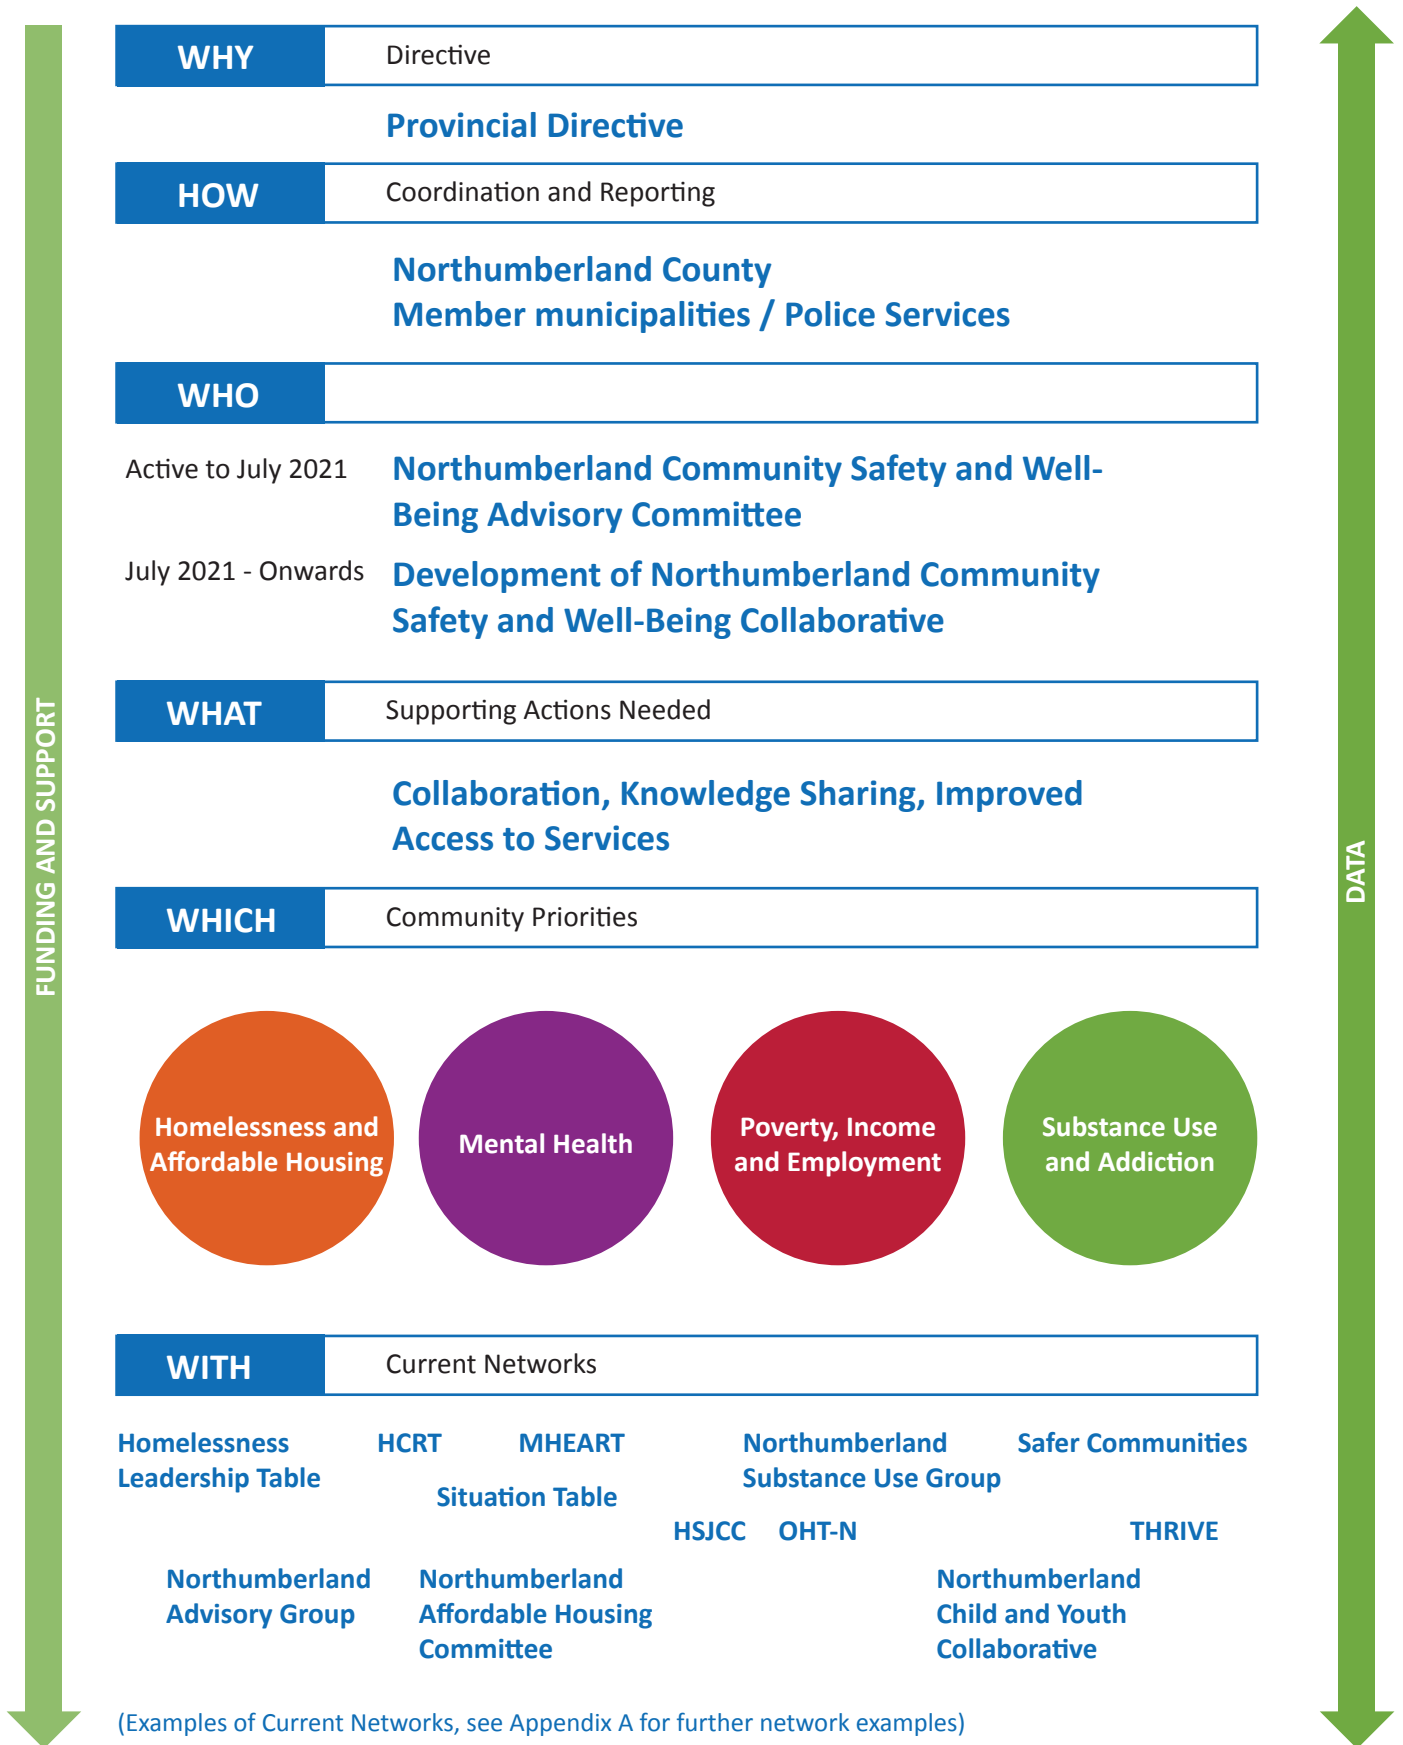 WHY
Directive
Provincial Directive
HOW
Coordination and Reporting
Northumberland County
Member municipalities / Police Services
WHO
Active to July 2021
Northumberland Community Safety and Well-
Being Advisory Committee
July 2021 - Onwards
Development of Northumberland Community
Safety and Well-Being Collaborative
WHAT
Supporting Actions Needed
Collaboration, Knowledge Sharing, Improved
Access to Services
WHICH
Community Priorities
Homelessness and
Affordable Housing
Mental Health
Poverty, Income
and Employment
Substance Use
and Addiction
WITH
Current Networks
Homelessness
Leadership Table
HCRT
MHEART
Situation Table
Northumberland
Substance Use Group
Safer Communities
HSJCC
OHT-N
THRIVE
Northumberland
Advisory Group
Northumberland
Affordable Housing
Committee
Northumberland
Child and Youth
Collaborative
(Examples of Current Networks, see Appendix A for further network examples)
FUNDING AND SUPPORT
DATA